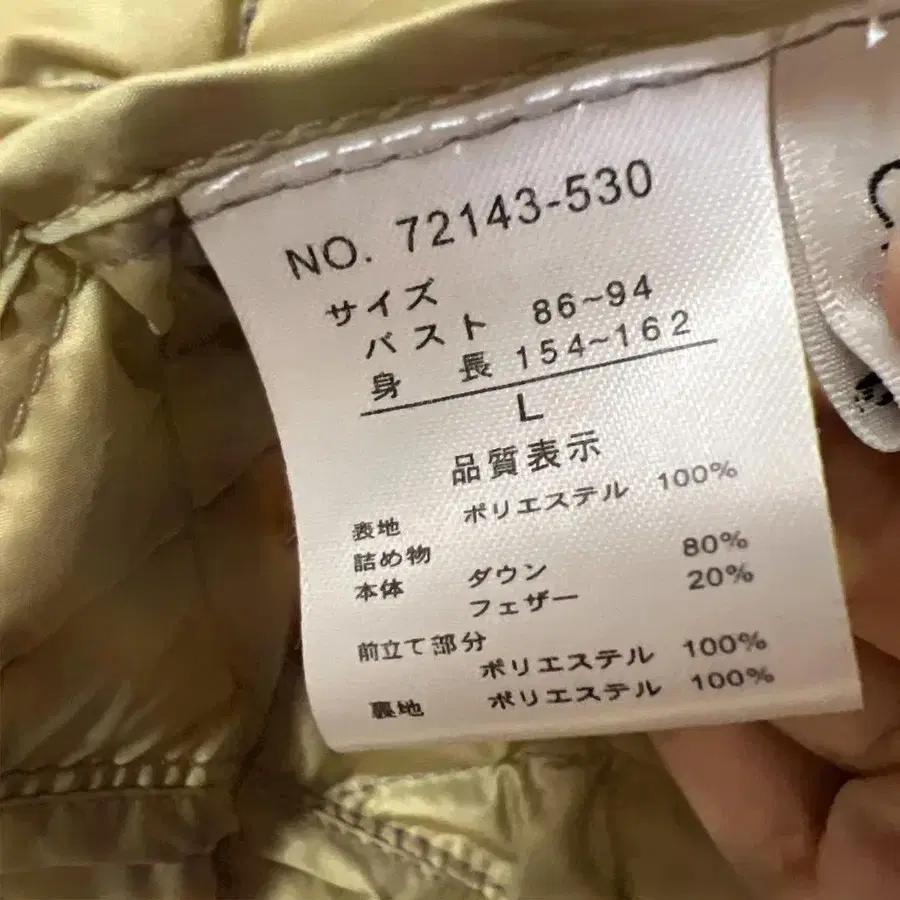 NO. 72143-530
サイズ
バスト 86~94
身長 154~162
L
品質表示
表地 ポリエステル 100%
詰め物
本体 ダウン 80%
フェザー 20%
前立て部分
ポリエステル 100%
裏地 ポリエステル 100%